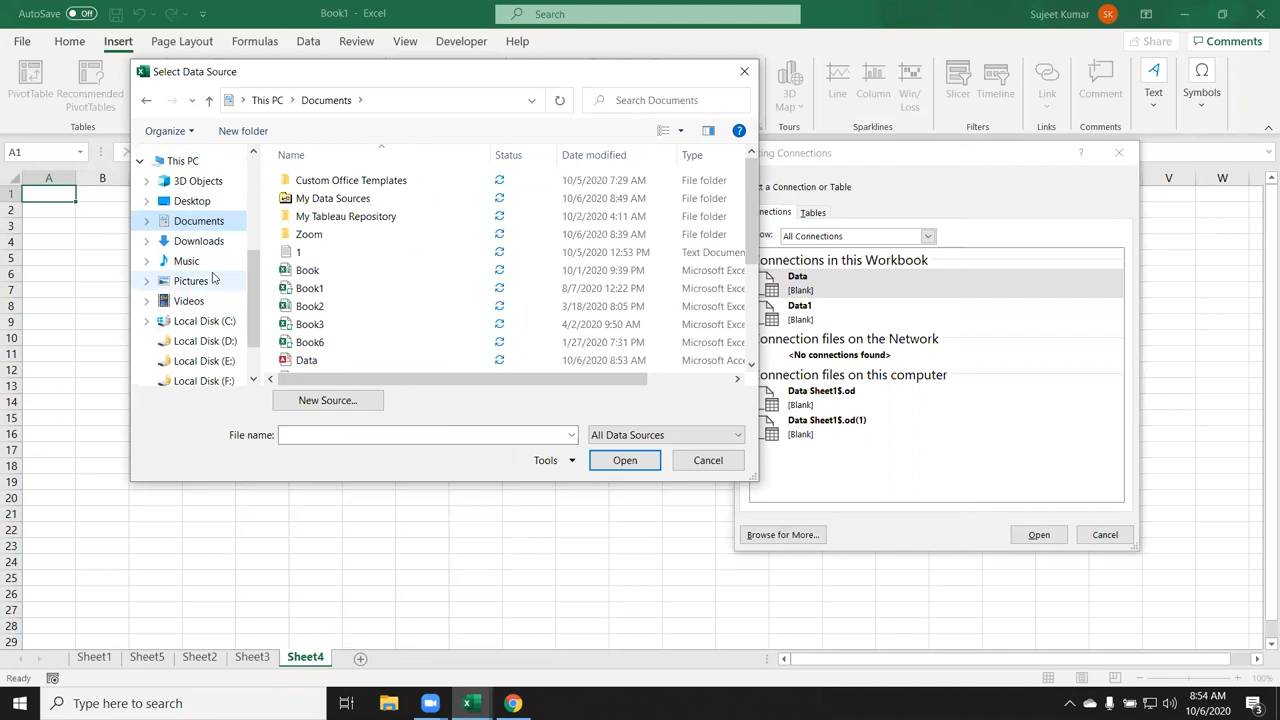 AutoSave Off Book1 - Excel Search Sujeet Kumar SK
File Home Insert Page Layout Formulas Data Review View Developer Help Share Comments
PivotTable Recommended PivotTables
Tables
3D Map
Tours
Line Column Win/Loss
Sparklines
Slicer Timeline
Filters
Link
Links
Comment
Comments
Text
Symbols
A1
A B V W
1
2
3
4
5
6
7
8
9
10
11
12
13
14
15
16
17
18
19
20
21
22
23
24
25
26
27
28
29
Select Data Source
This PC Documents
Search Documents
Organize New folder
This PC
3D Objects
Desktop
Documents
Downloads
Music
Pictures
Videos
Local Disk (C:)
Local Disk (D:)
Local Disk (E:)
Local Disk (F:)
Name Status Date modified Type
Custom Office Templates 10/5/2020 7:29 AM File folder
My Data Sources 10/6/2020 8:49 AM File folder
My Tableau Repository 10/2/2020 4:11 AM File folder
Zoom 10/6/2020 8:39 AM File folder
1 10/5/2020 12:53 PM Text Documen
Book 10/1/2020 9:39 PM Microsoft Exce
Book1 8/7/2020 12:22 PM Microsoft Exce
Book2 3/18/2020 8:05 PM Microsoft Exce
Book3 4/2/2020 9:50 AM Microsoft Exce
Book6 1/27/2020 7:31 PM Microsoft Exce
Data 10/6/2020 8:53 AM Microsoft Acce
New Source...
File name: All Data Sources
Tools Open Cancel
ting Connections
t a Connection or Table
nnections Tables
ow: All Connections
onnections in this Workbook
Data
[Blank]
Data1
[Blank]
onnection files on the Network
<No connections found>
onnection files on this computer
Data Sheet1$.od
[Blank]
Data Sheet1$.od(1)
[Blank]
Browse for More... Open Cancel
Sheet1 Sheet5 Sheet2 Sheet3 Sheet4
Ready 100%
Type here to search
8:54 AM
10/6/2020